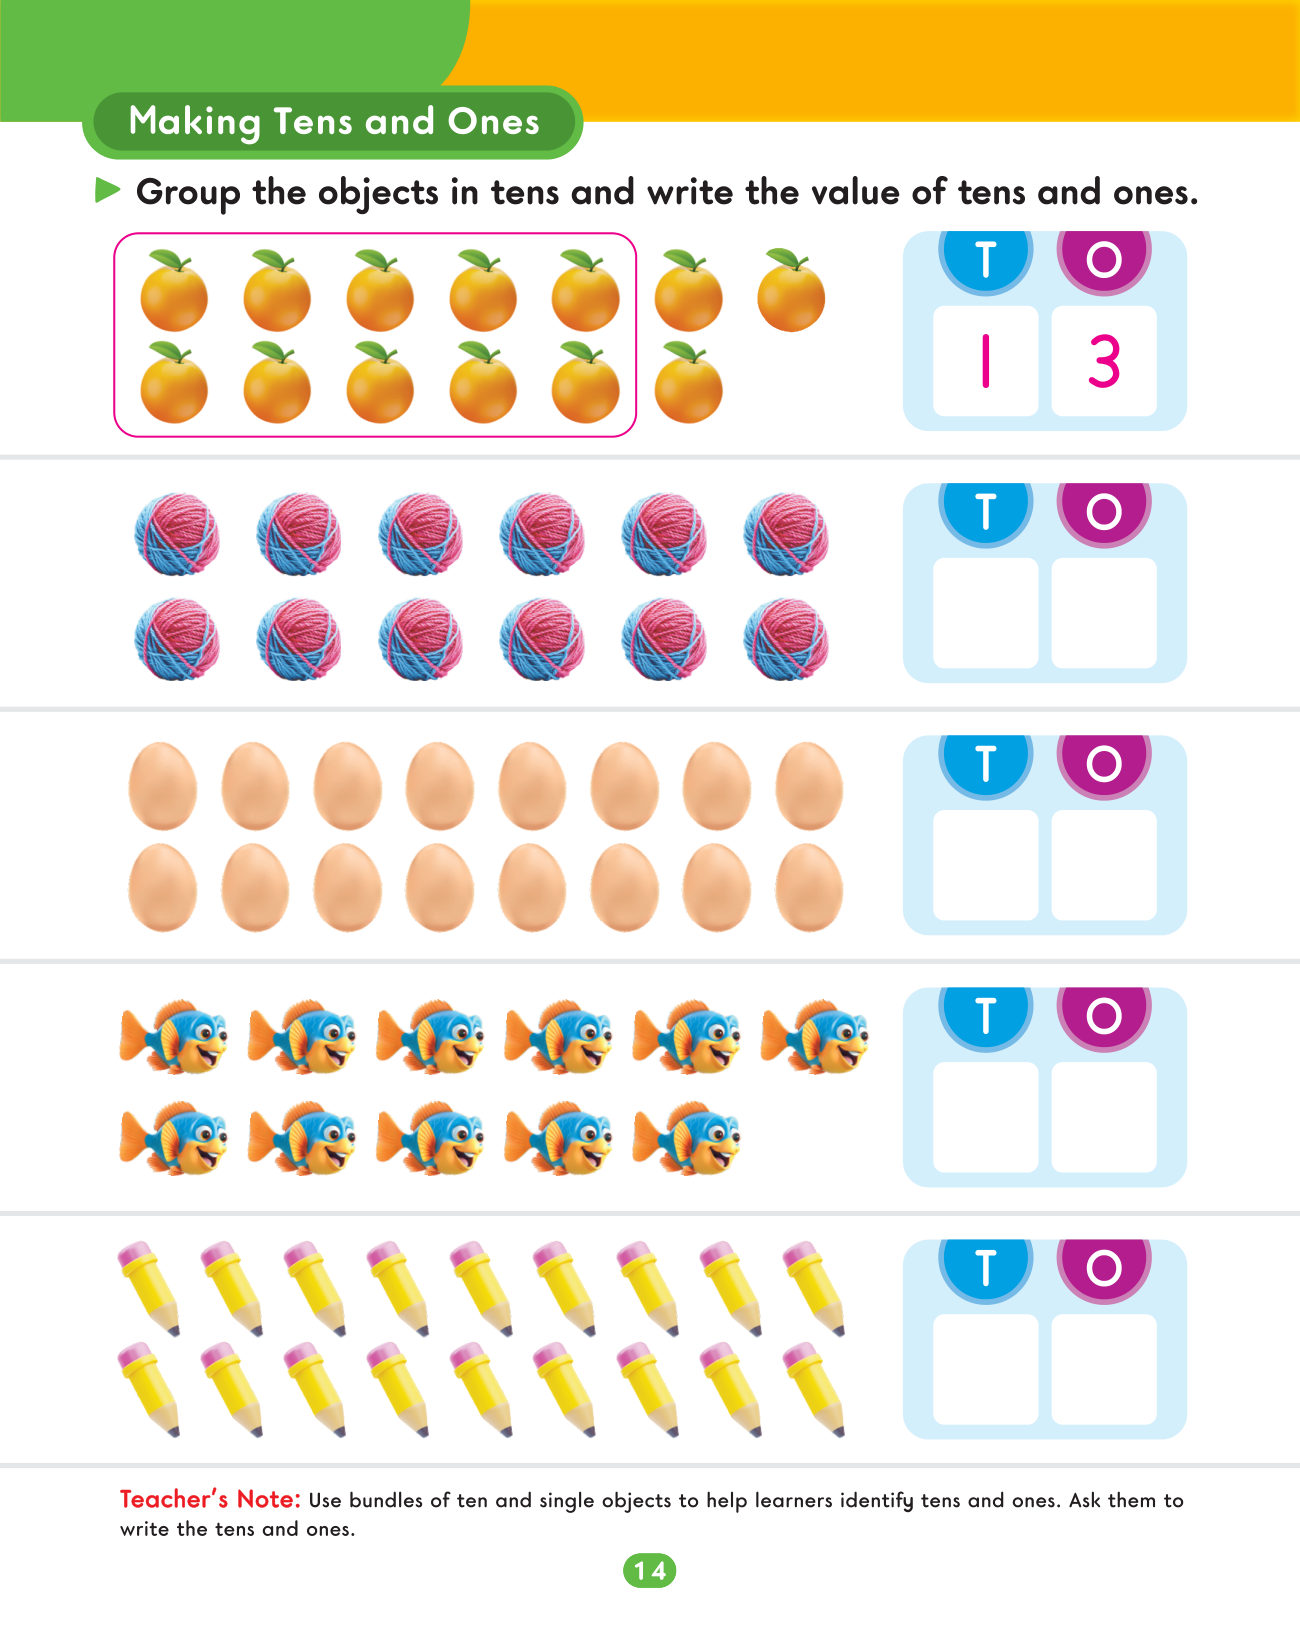 Making Tens and Ones
Group the objects in tens and write the value of tens and ones.
T O
1 3
T O
T O
T O
T O
Teacher's Note: Use bundles of ten and single objects to help learners identify tens and ones. Ask them to
write the tens and ones.
14